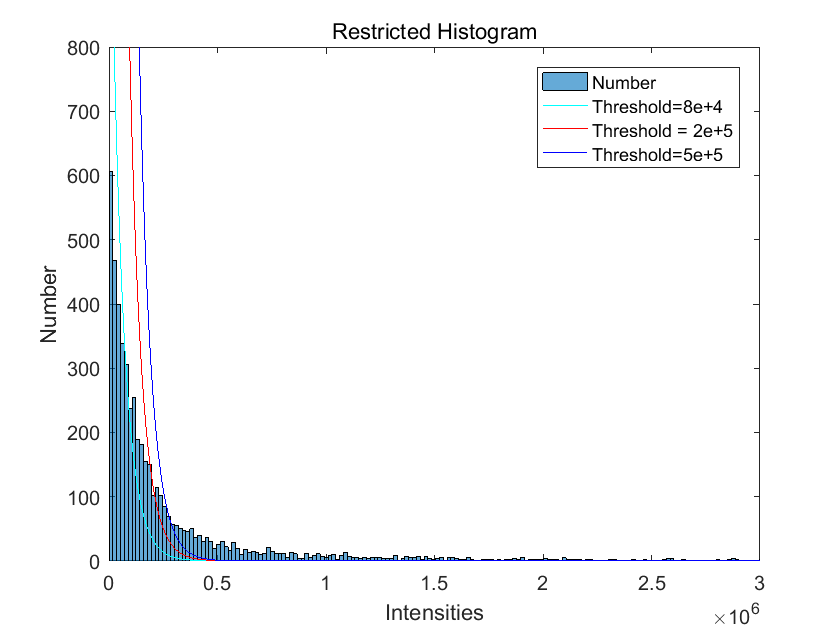 Restricted Histogram
800
700
600
500
400
300
200
100
0
Number
Number
Threshold=8e+4
Threshold = 2e+5
Threshold=5e+5
0 0.5 1 1.5 2 2.5 3
Intensities
×10^6